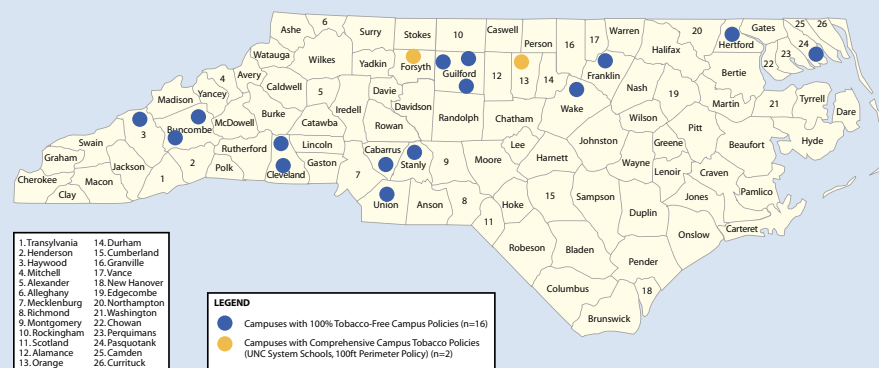 Ashe
6
Surry
Stokes
10
Caswell
Person
16
17
Warren
20
Hertford
Gates
25
26
24
23
22
Watauga
Wilkes
Yadkin
Forsyth
Guilford
12
13
14
Franklin
Halifax
Bertie
Avery
4
Yancey
Madison
Caldwell
5
Iredell
Davie
Davidson
Randolph
Chatham
Wake
Nash
19
Martin
21
Tyrrell
Dare
Buncombe
McDowell
Burke
Catawba
Rowan
Wilson
Pitt
Beaufort
Hyde
3
Swain
Rutherford
Lincoln
Cabarrus
Stanly
9
Moore
Lee
Harnett
Johnston
Wayne
Greene
Lenoir
Craven
Pamlico
Graham
Jackson
Macon
Cherokee
Clay
1
2
Polk
Cleveland
Gaston
7
Union
Anson
8
11
Hoke
15
Sampson
Duplin
Jones
Carteret
Onslow
Robeson
Bladen
Pender
Columbus
18
Brunswick
1. Transylvania
2. Henderson
3. Haywood
4. Mitchell
5. Alexander
6. Alleghany
7. Mecklenburg
8. Richmond
9. Montgomery
10. Rockingham
11. Scotland
12. Alamance
13. Orange
14. Durham
15. Cumberland
16. Granville
17. Vance
18. New Hanover
19. Edgecombe
20. Northampton
21. Washington
22. Chowan
23. Perquimans
24. Pasquotank
25. Camden
26. Currituck
LEGEND
Campuses with 100% Tobacco-Free Campus Policies (n=16)
Campuses with Comprehensive Campus Tobacco Policies
(UNC System Schools, 100ft Perimeter Policy) (n=2)